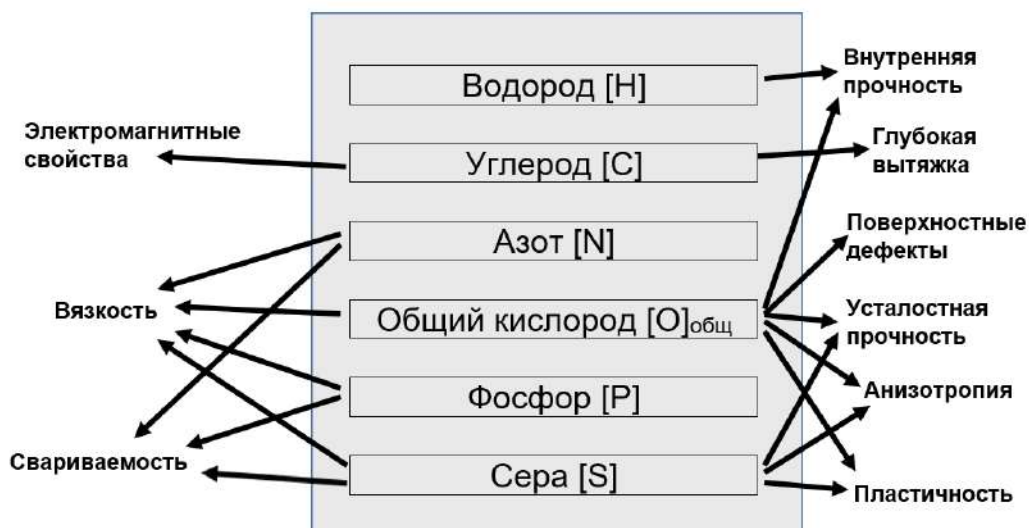 Водород [H]
Внутренняя
прочность
Электромагнитные
свойства
Углерод [C]
Глубокая
вытяжка
Азот [N]
Поверхностные
дефекты
Вязкость
Общий кислород [O]общ
Усталостная
прочность
Фосфор [P]
Анизотропия
Свариваемость
Сера [S]
Пластичность